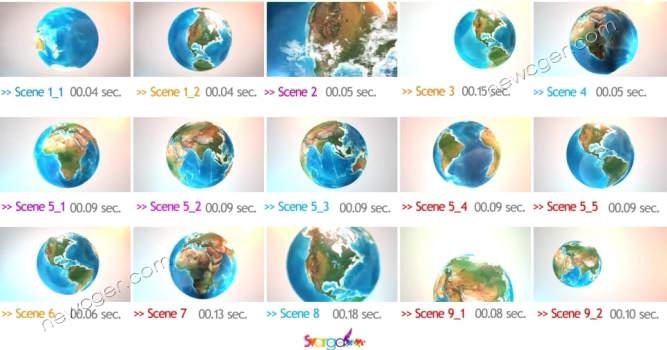 >> Scene 1_1 00.04 sec.
>> Scene 1_2 00.04 sec.
>> Scene 2 00.05 sec.
>> Scene 3 00.15 sec.
>> Scene 4 00.05 sec.
>> Scene 5_1 00.09 sec.
>> Scene 5_2 00.09 sec.
>> Scene 5_3 00.09 sec.
>> Scene 5_4 00.09 sec.
>> Scene 5_5 00.09 sec.
>> Scene 6 00.06 sec.
>> Scene 7 00.13 sec.
>> Scene 8 00.18 sec.
>> Scene 9_1 00.08 sec.
>> Scene 9_2 00.10 sec.
newcger.com
newcger.com